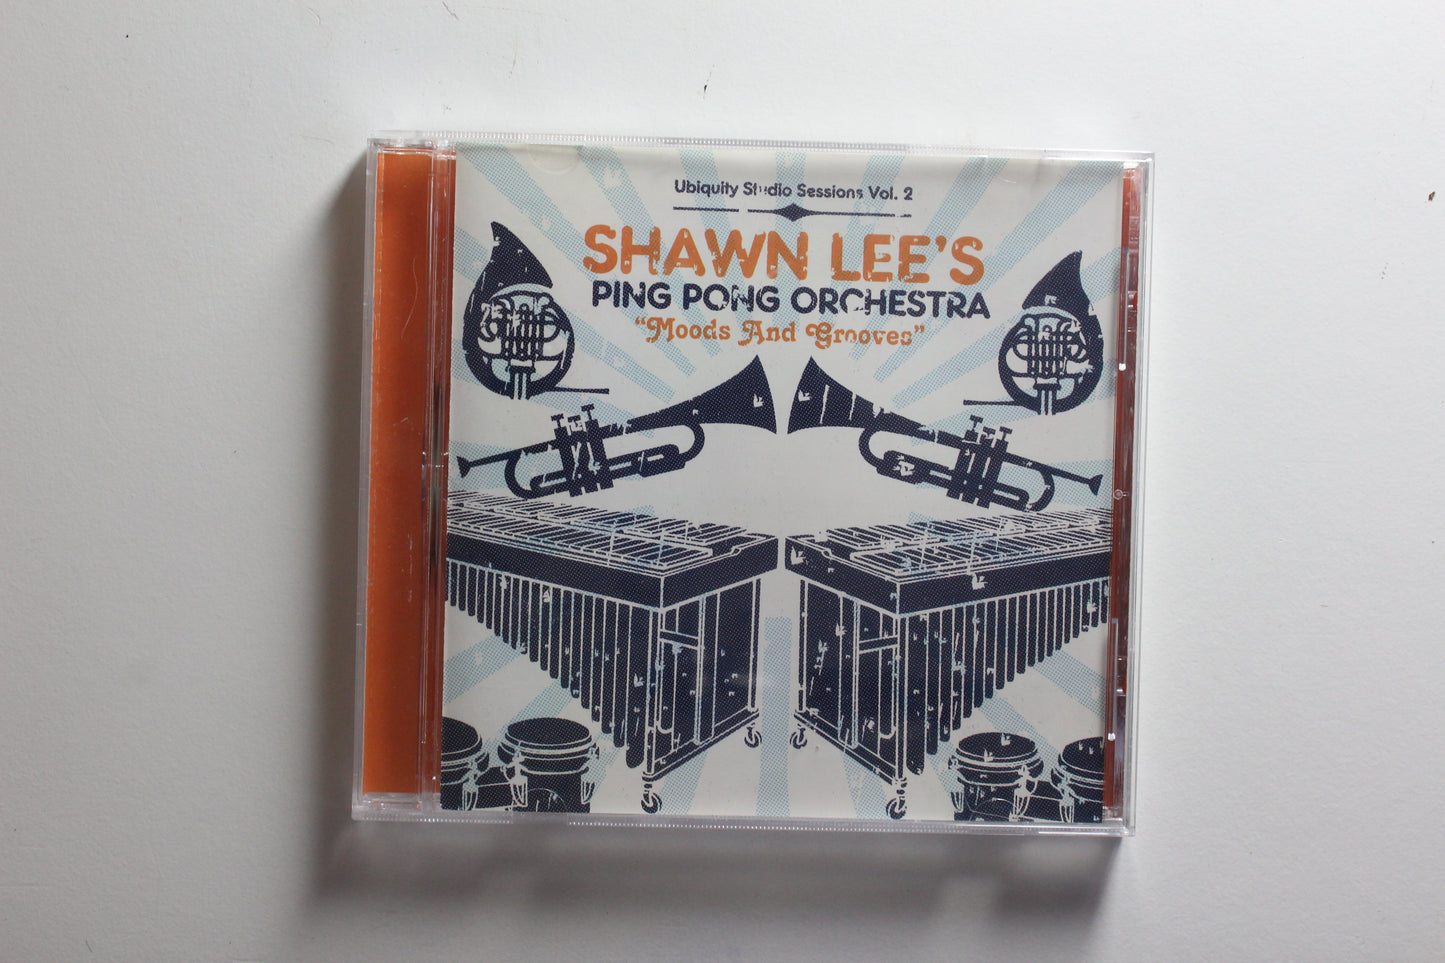 Ubiquity Studio Sessions Vol. 2
SHAWN LEE'S
PING PONG ORCHESTRA
"Moods And Grooves"